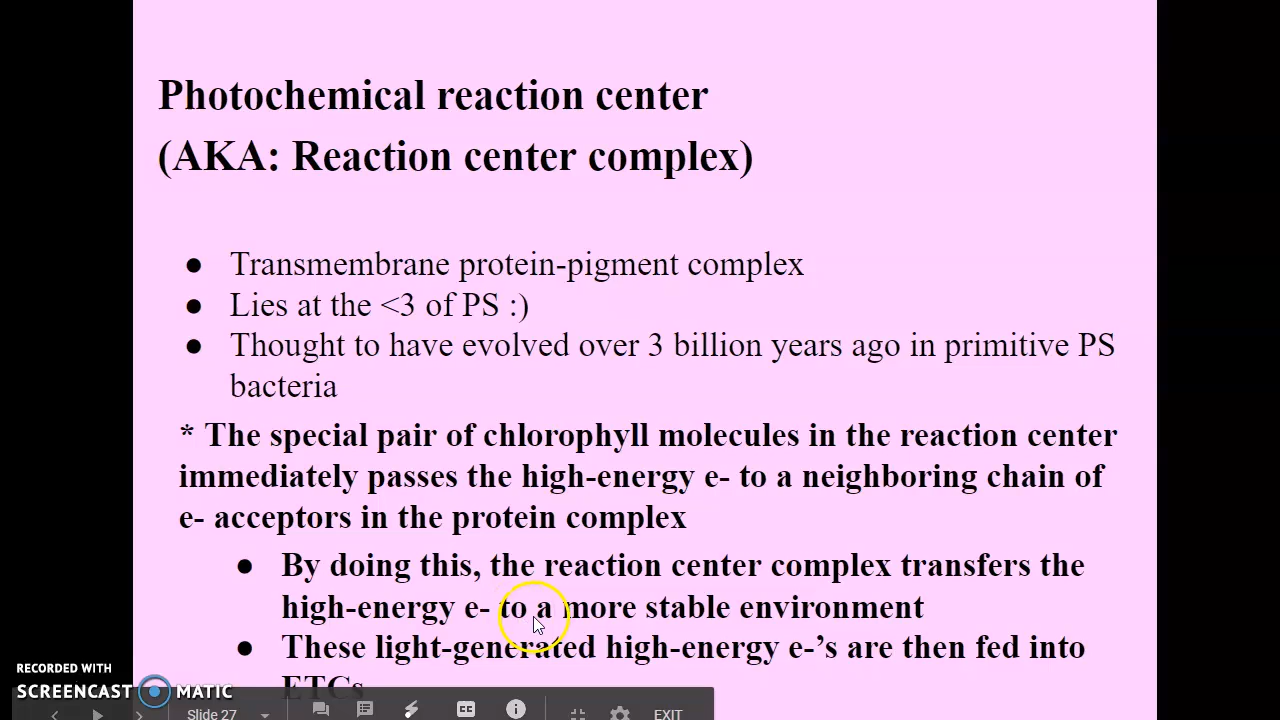 Photochemical reaction center
(AKA: Reaction center complex)
● Transmembrane protein-pigment complex
● Lies at the <3 of PS :)
● Thought to have evolved over 3 billion years ago in primitive PS
bacteria
* The special pair of chlorophyll molecules in the reaction center
immediately passes the high-energy e- to a neighboring chain of
e- acceptors in the protein complex
● By doing this, the reaction center complex transfers the
high-energy e- to a more stable environment
● These light-generated high-energy e-’s are then fed into
ETCs
RECORDED WITH
SCREENCAST MATIC
Slide 27
CC
EXIT